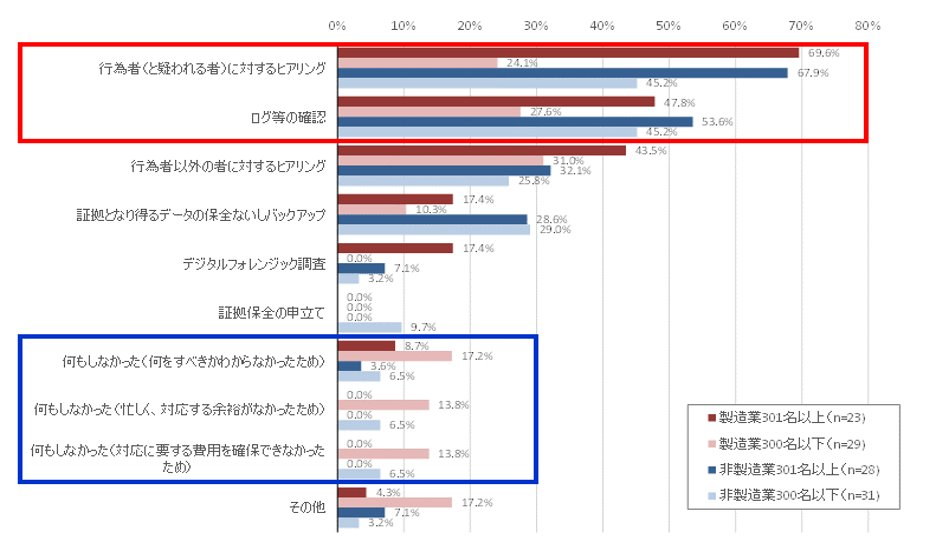 0% 10% 20% 30% 40% 50% 60% 70% 80%
行為者（と疑われる者）に対するヒアリング
69.6%
24.1%
67.9%
45.2%
ログ等の確認
47.8%
27.6%
53.6%
45.2%
行為者以外の者に対するヒアリング
43.5%
31.0%
32.1%
25.8%
証拠となり得るデータの保全ないしバックアップ
17.4%
10.3%
28.6%
29.0%
デジタルフォレンジック調査
17.4%
0.0%
7.1%
3.2%
証拠保全の申立て
0.0%
0.0%
0.0%
9.7%
何もしなかった（何をすべきかわからなかったため）
8.7%
17.2%
3.6%
6.5%
何もしなかった（忙しく、対応する余裕がなかったため）
0.0%
13.8%
0.0%
6.5%
何もしなかった（対応に要する費用を確保できなかった
ため）
0.0%
13.8%
0.0%
6.5%
その他
4.3%
17.2%
7.1%
3.2%
製造業301名以上（n=23）
製造業300名以下（n=29）
非製造業301名以上（n=28）
非製造業300名以下（n=31）